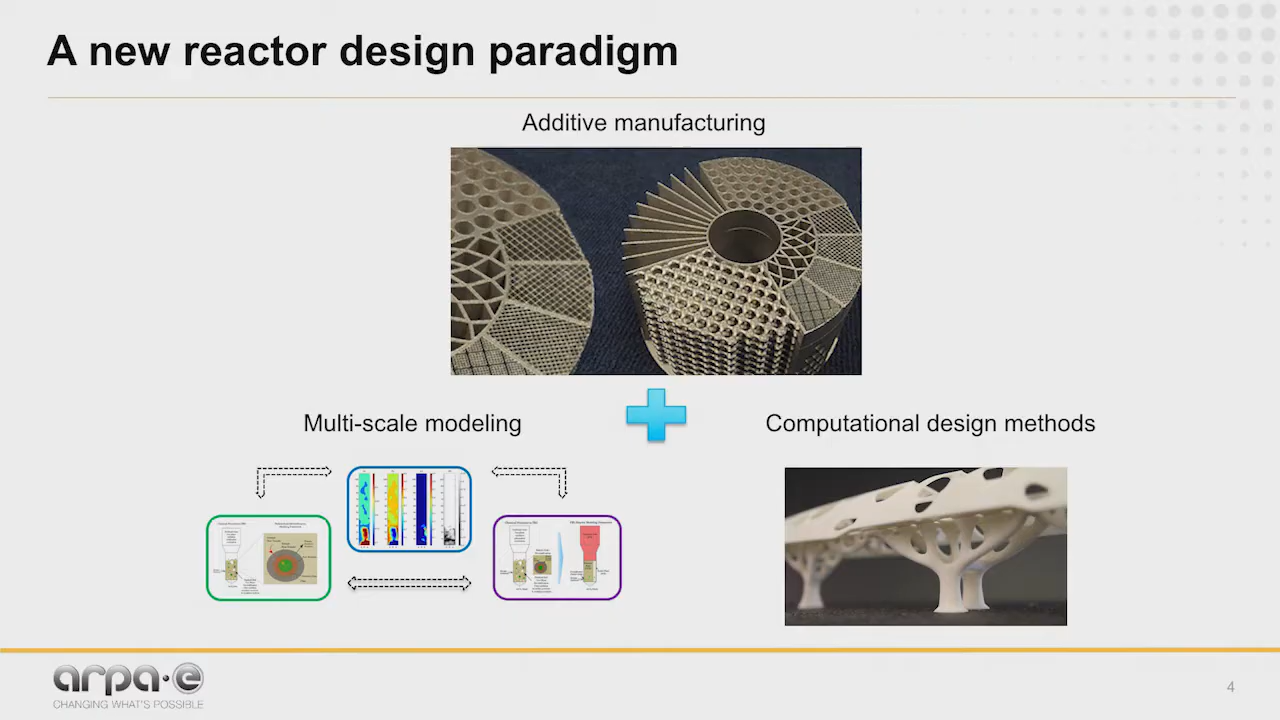 A new reactor design paradigm
Additive manufacturing
Multi-scale modeling
Computational design methods
arpa·e
CHANGING WHAT'S POSSIBLE
4